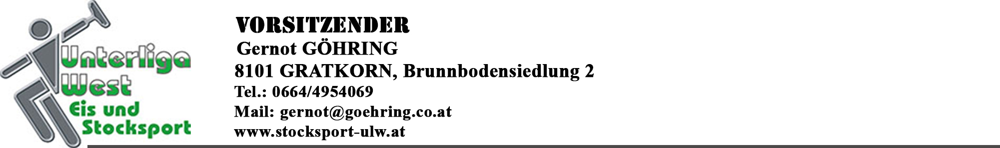 Unterliga
West
Eis und
Stocksport
VORSITZENDER
Gernot GÖHRING
8101 GRATKORN, Brunnbodensiedlung 2
Tel.: 0664/4954069
Mail: gernot@goehring.co.at
www.stocksport-ulw.at